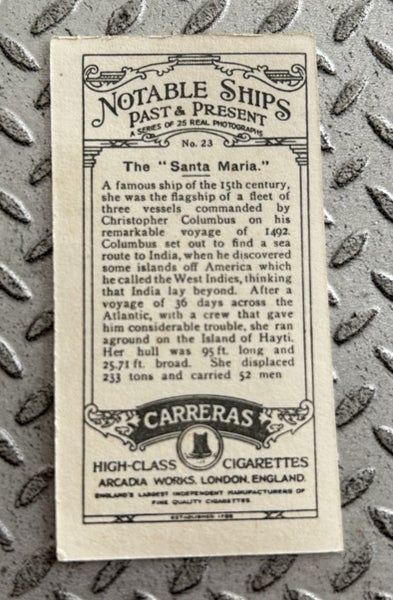 NOTABLE SHIPS
PAST & PRESENT
A SERIES OF 25 REAL PHOTOGRAPHS
No. 23
The "Santa Maria."
A famous ship of the 15th century,
she was the flagship of a fleet of
three vessels commanded by
Christopher Columbus on his
remarkable voyage of 1492.
Columbus set out to find a sea
route to India, when he discovered
some islands off America which
he called the West Indies, thinking
that India lay beyond. After a
voyage of 36 days across the
Atlantic, with a crew that gave
him considerable trouble, she ran
aground on the Island of Hayti.
Her hull was 95 ft. long and
25.71 ft. broad. She displaced
233 tons and carried 52 men
CARRERAS
HIGH-CLASS CIGARETTES
ARCADIA WORKS, LONDON, ENGLAND.
ENGLAND'S LARGEST INDEPENDENT MANUFACTURERS OF
FINE QUALITY CIGARETTES.
ESTABLISHED 1788